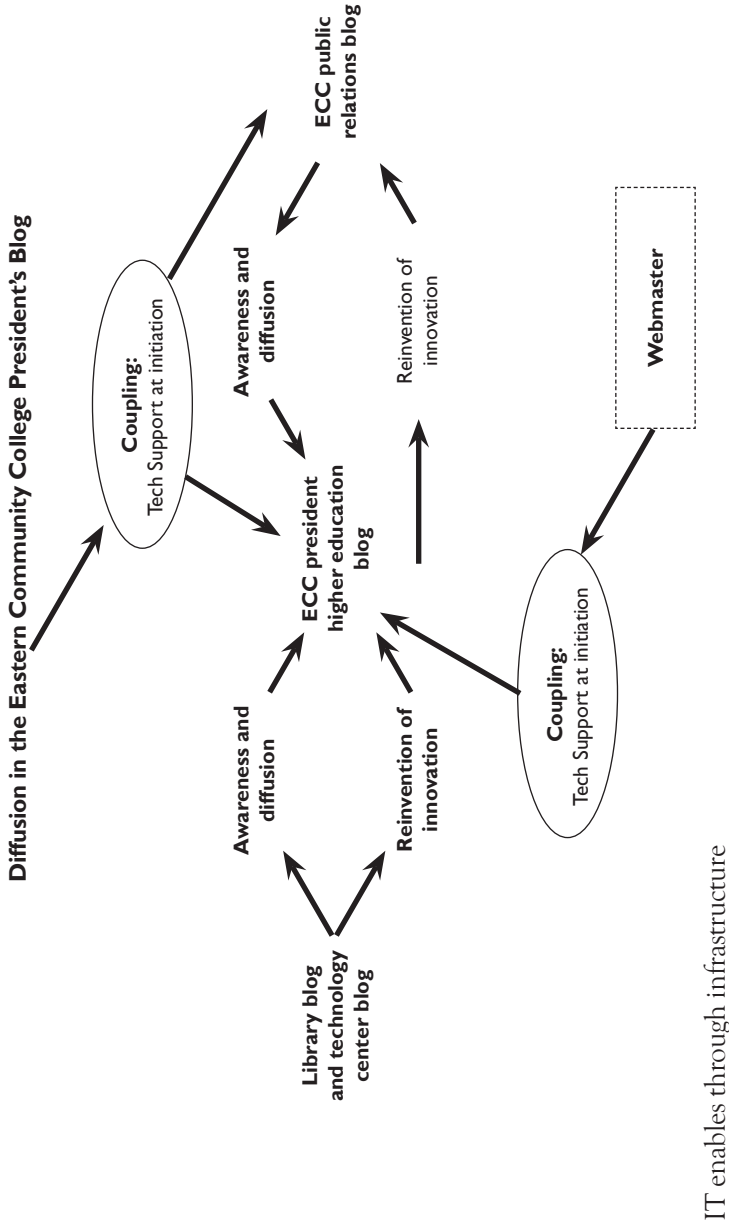 Diffusion in the Eastern Community College President’s Blog
Coupling:
Tech Support at initiation
Library blog
and technology
center blog
Awareness and
diffusion
Reinvention of
innovation
ECC president
higher education
blog
Awareness and
diffusion
Reinvention of
innovation
ECC public
relations blog
Coupling:
Tech Support at initiation
Webmaster
IT enables through infrastructure